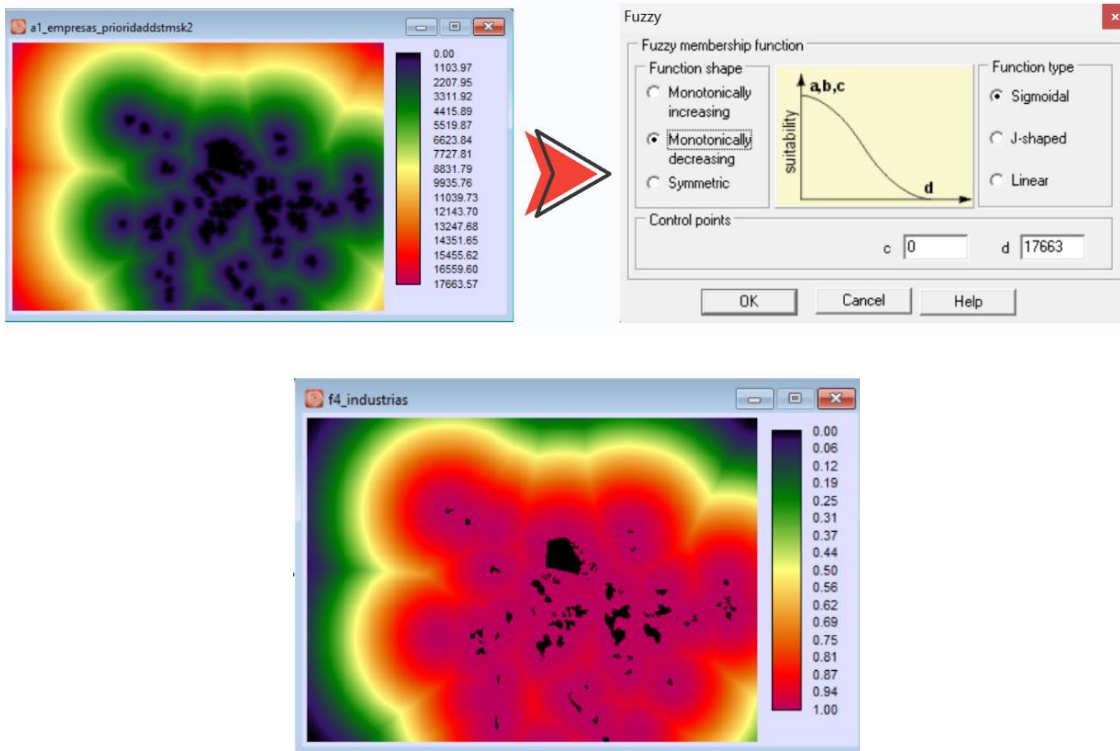 a1_empresas_prioridaddstmsk2
0.00
1103.97
2207.95
3311.92
4415.89
5519.87
6623.84
7727.81
8831.79
9935.76
11039.73
12143.70
13247.68
14351.65
15455.62
16559.60
17663.57
Fuzzy
Fuzzy membership function
Function shape
Monotonically
increasing
Monotonically
decreasing
Symmetric
suitability
a,b,c
d
Function type
Sigmoidal
J-shaped
Linear
Control points
c 0 d 17663
OK Cancel Help
f4_industrias
0.00
0.06
0.12
0.19
0.25
0.31
0.37
0.44
0.50
0.56
0.62
0.69
0.75
0.81
0.87
0.94
1.00